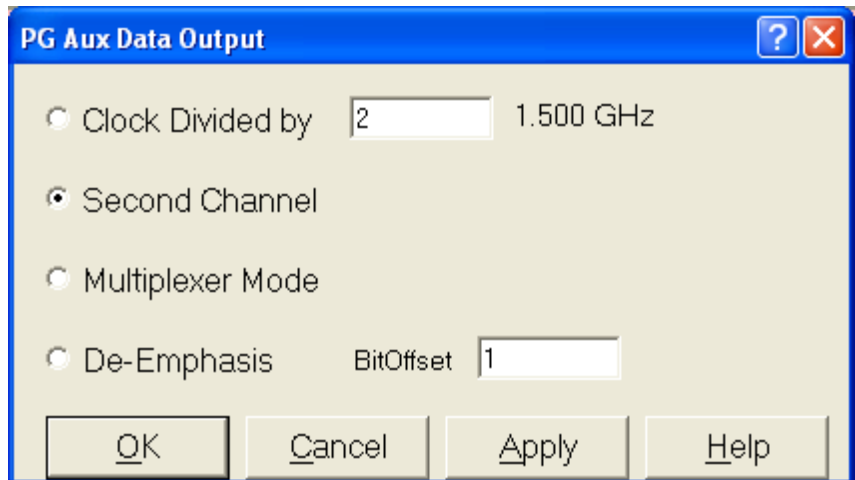 PG Aux Data Output
Clock Divided by 2 1.500 GHz
Second Channel
Multiplexer Mode
De-Emphasis BitOffset 1
OK Cancel Apply Help